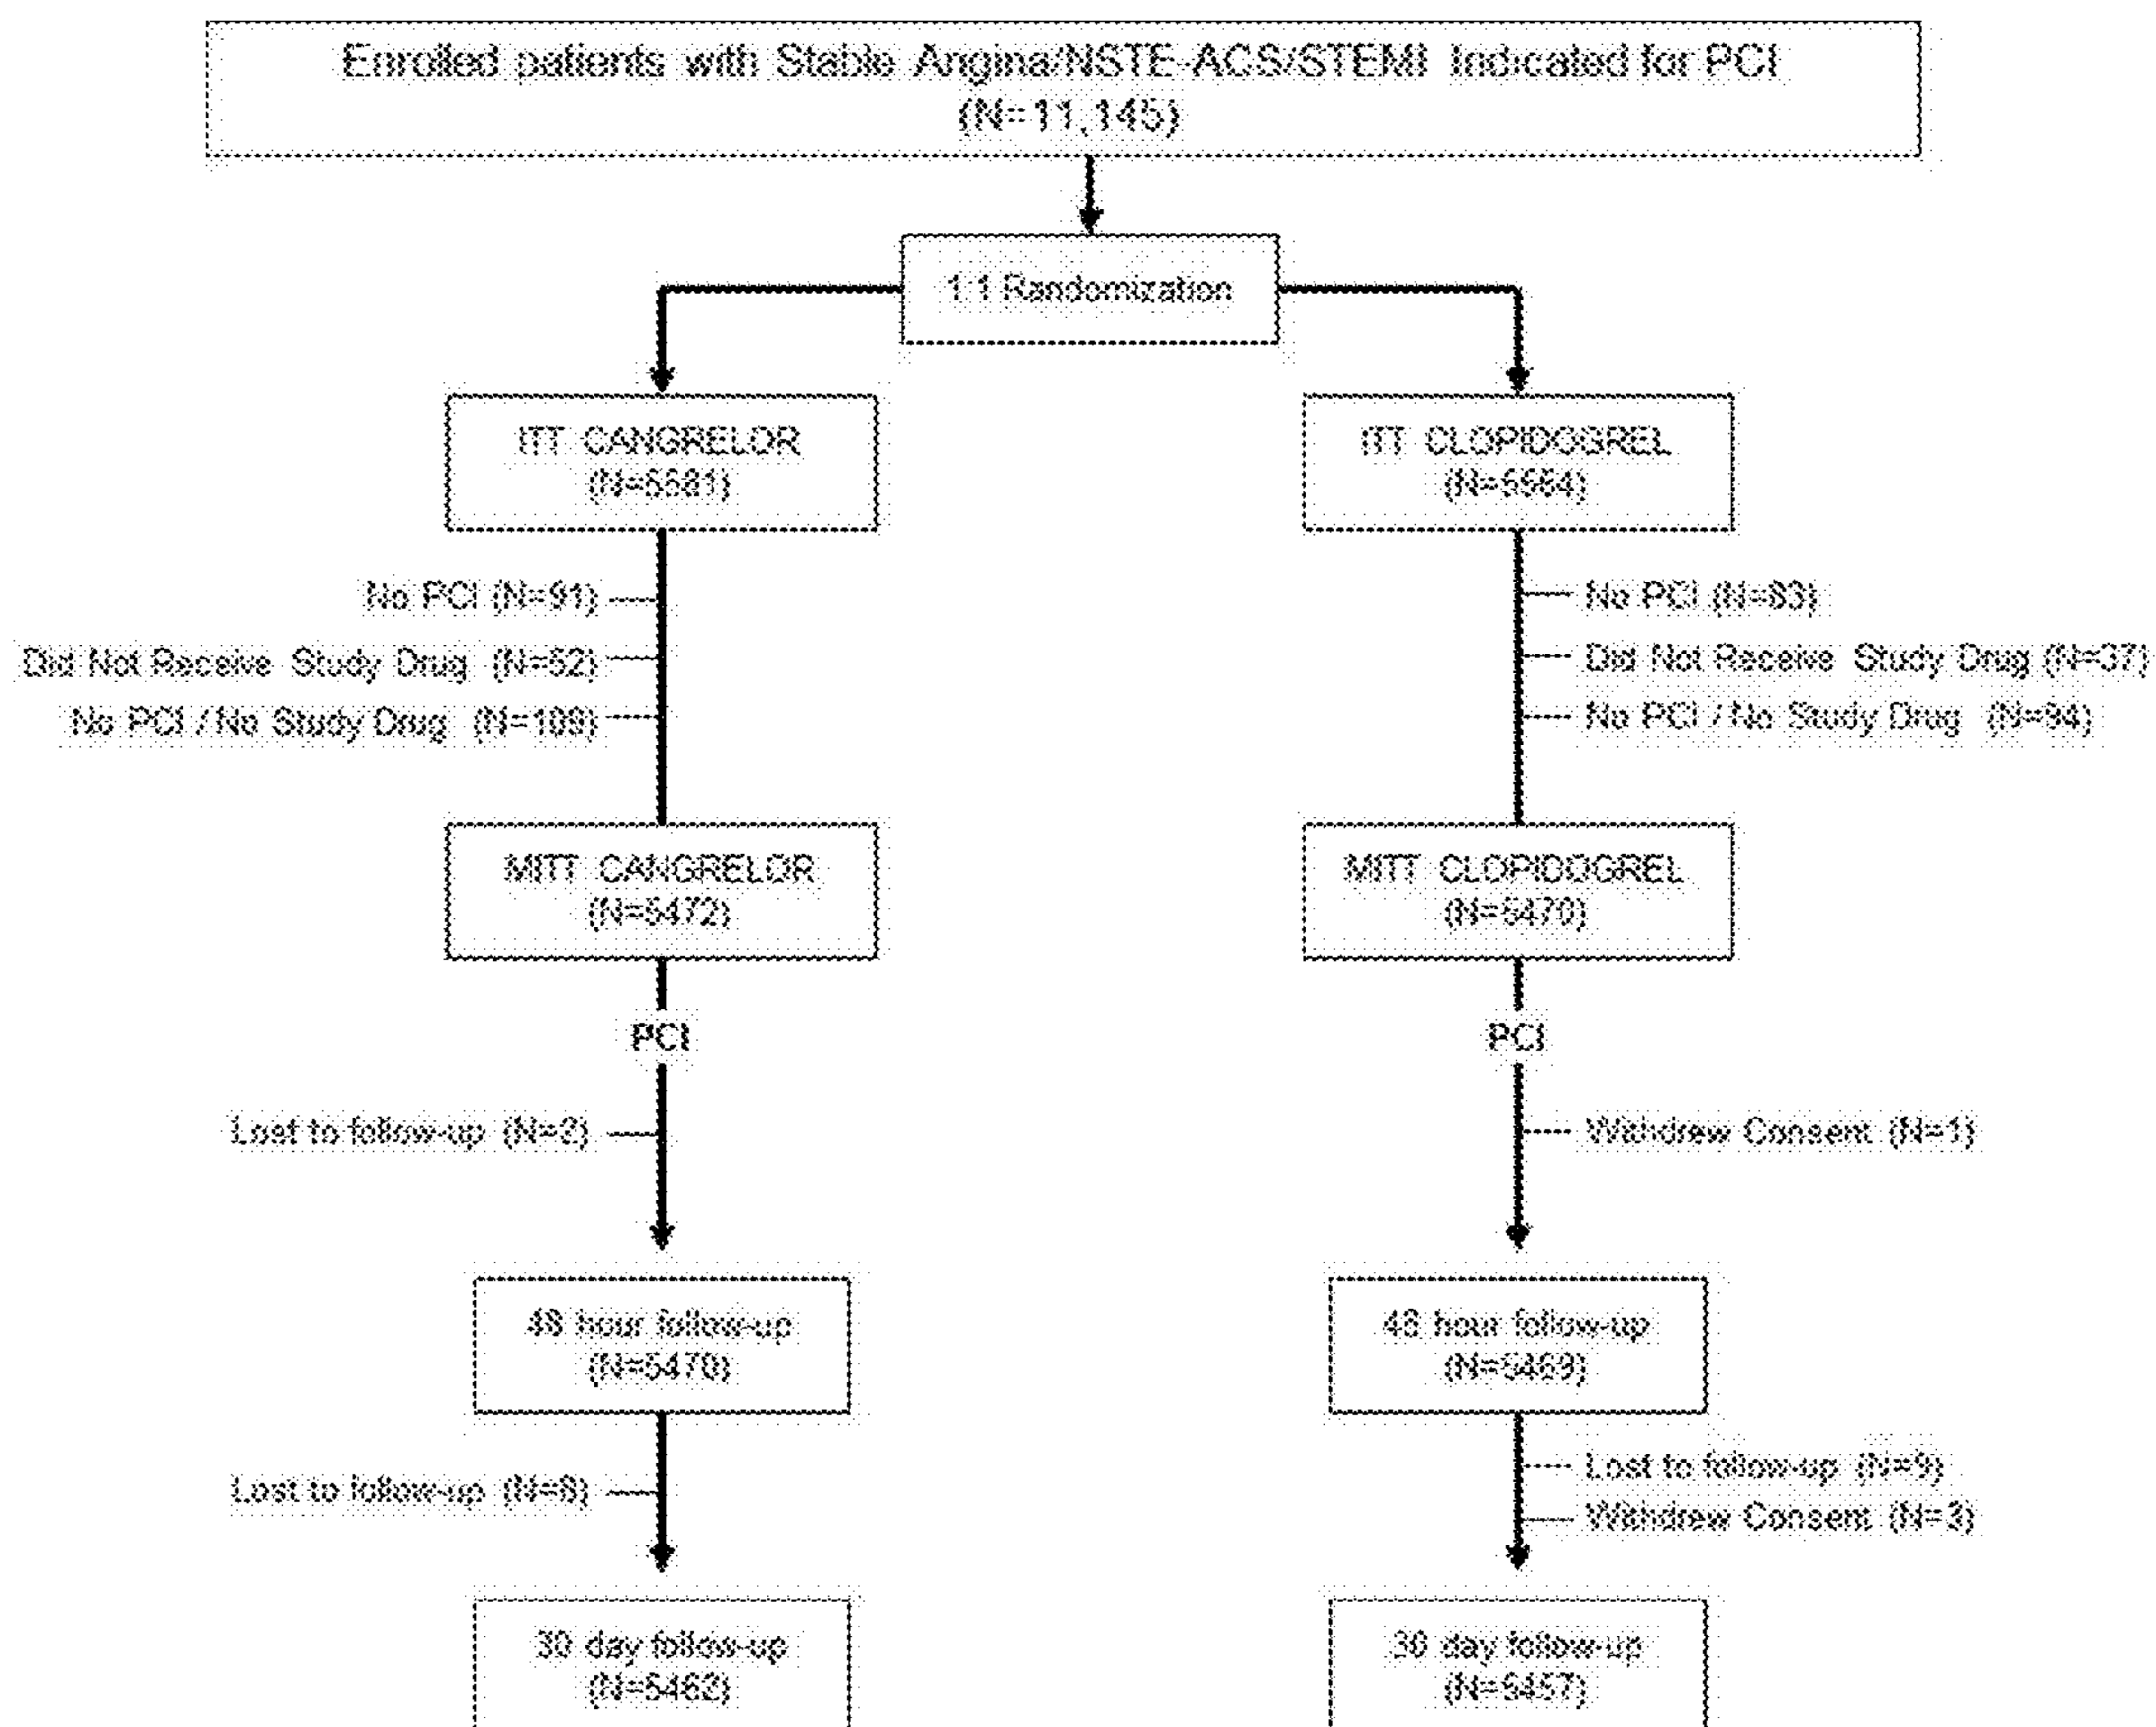 Enrolled patients with Stable Angina/NSTE-ACS/STEMI Indicated for PCI
(N=11,145)
1:1 Randomization
ITT CANGRELOR
(N=5581)
ITT CLOPIDOGREL
(N=5564)
No PCI (N=91)
Did Not Receive Study Drug (N=52)
No PCI / No Study Drug (N=109)
No PCI (N=83)
Did Not Receive Study Drug (N=37)
No PCI / No Study Drug (N=94)
MITT CANGRELOR
(N=5472)
MITT CLOPIDOGREL
(N=5470)
PCI
PCI
Lost to follow-up (N=2)
Withdrew Consent (N=1)
48 hour follow-up
(N=5470)
48 hour follow-up
(N=5469)
Lost to follow-up (N=8)
Lost to follow-up (N=9)
Withdrew Consent (N=3)
30 day follow-up
(N=5462)
30 day follow-up
(N=5457)